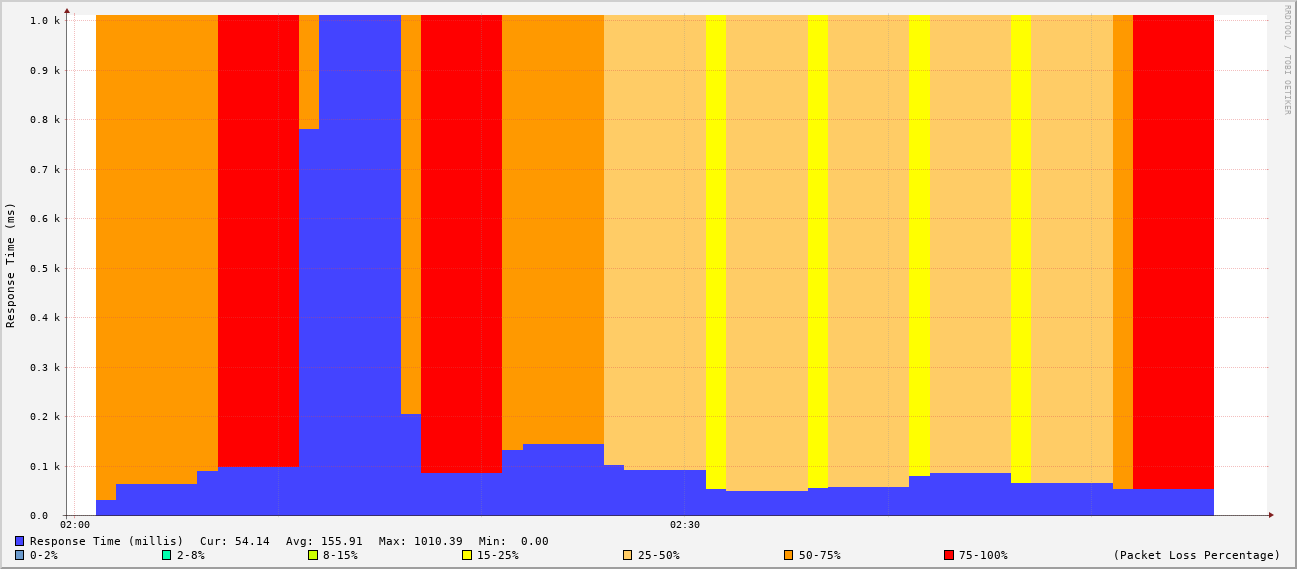 RRDTOOL / TOBI OETIKER
Response Time (ms)
1.0 k
0.9 k
0.8 k
0.7 k
0.6 k
0.5 k
0.4 k
0.3 k
0.2 k
0.1 k
0.0
02:00 02:30
Response Time (millis) Cur: 54.14 Avg: 155.91 Max: 1010.39 Min: 0.00
0-2% 2-8% 8-15% 15-25% 25-50% 50-75% 75-100% (Packet Loss Percentage)